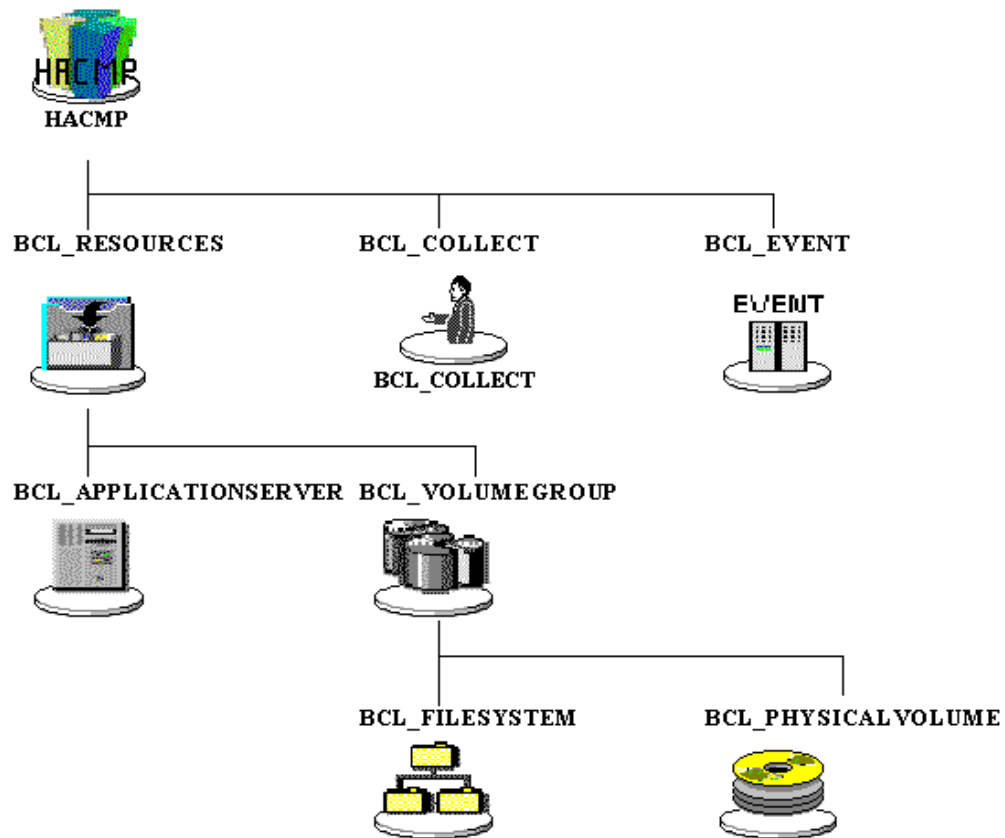 HACMP
HACMP
BCL_RESOURCES
BCL_COLLECT
BCL_EVENT
EVENT
BCL_COLLECT
BCL_APPLICATIONSERVER
BCL_VOLUMEGROUP
BCL_FILESYSTEM
BCL_PHYSICALVOLUME